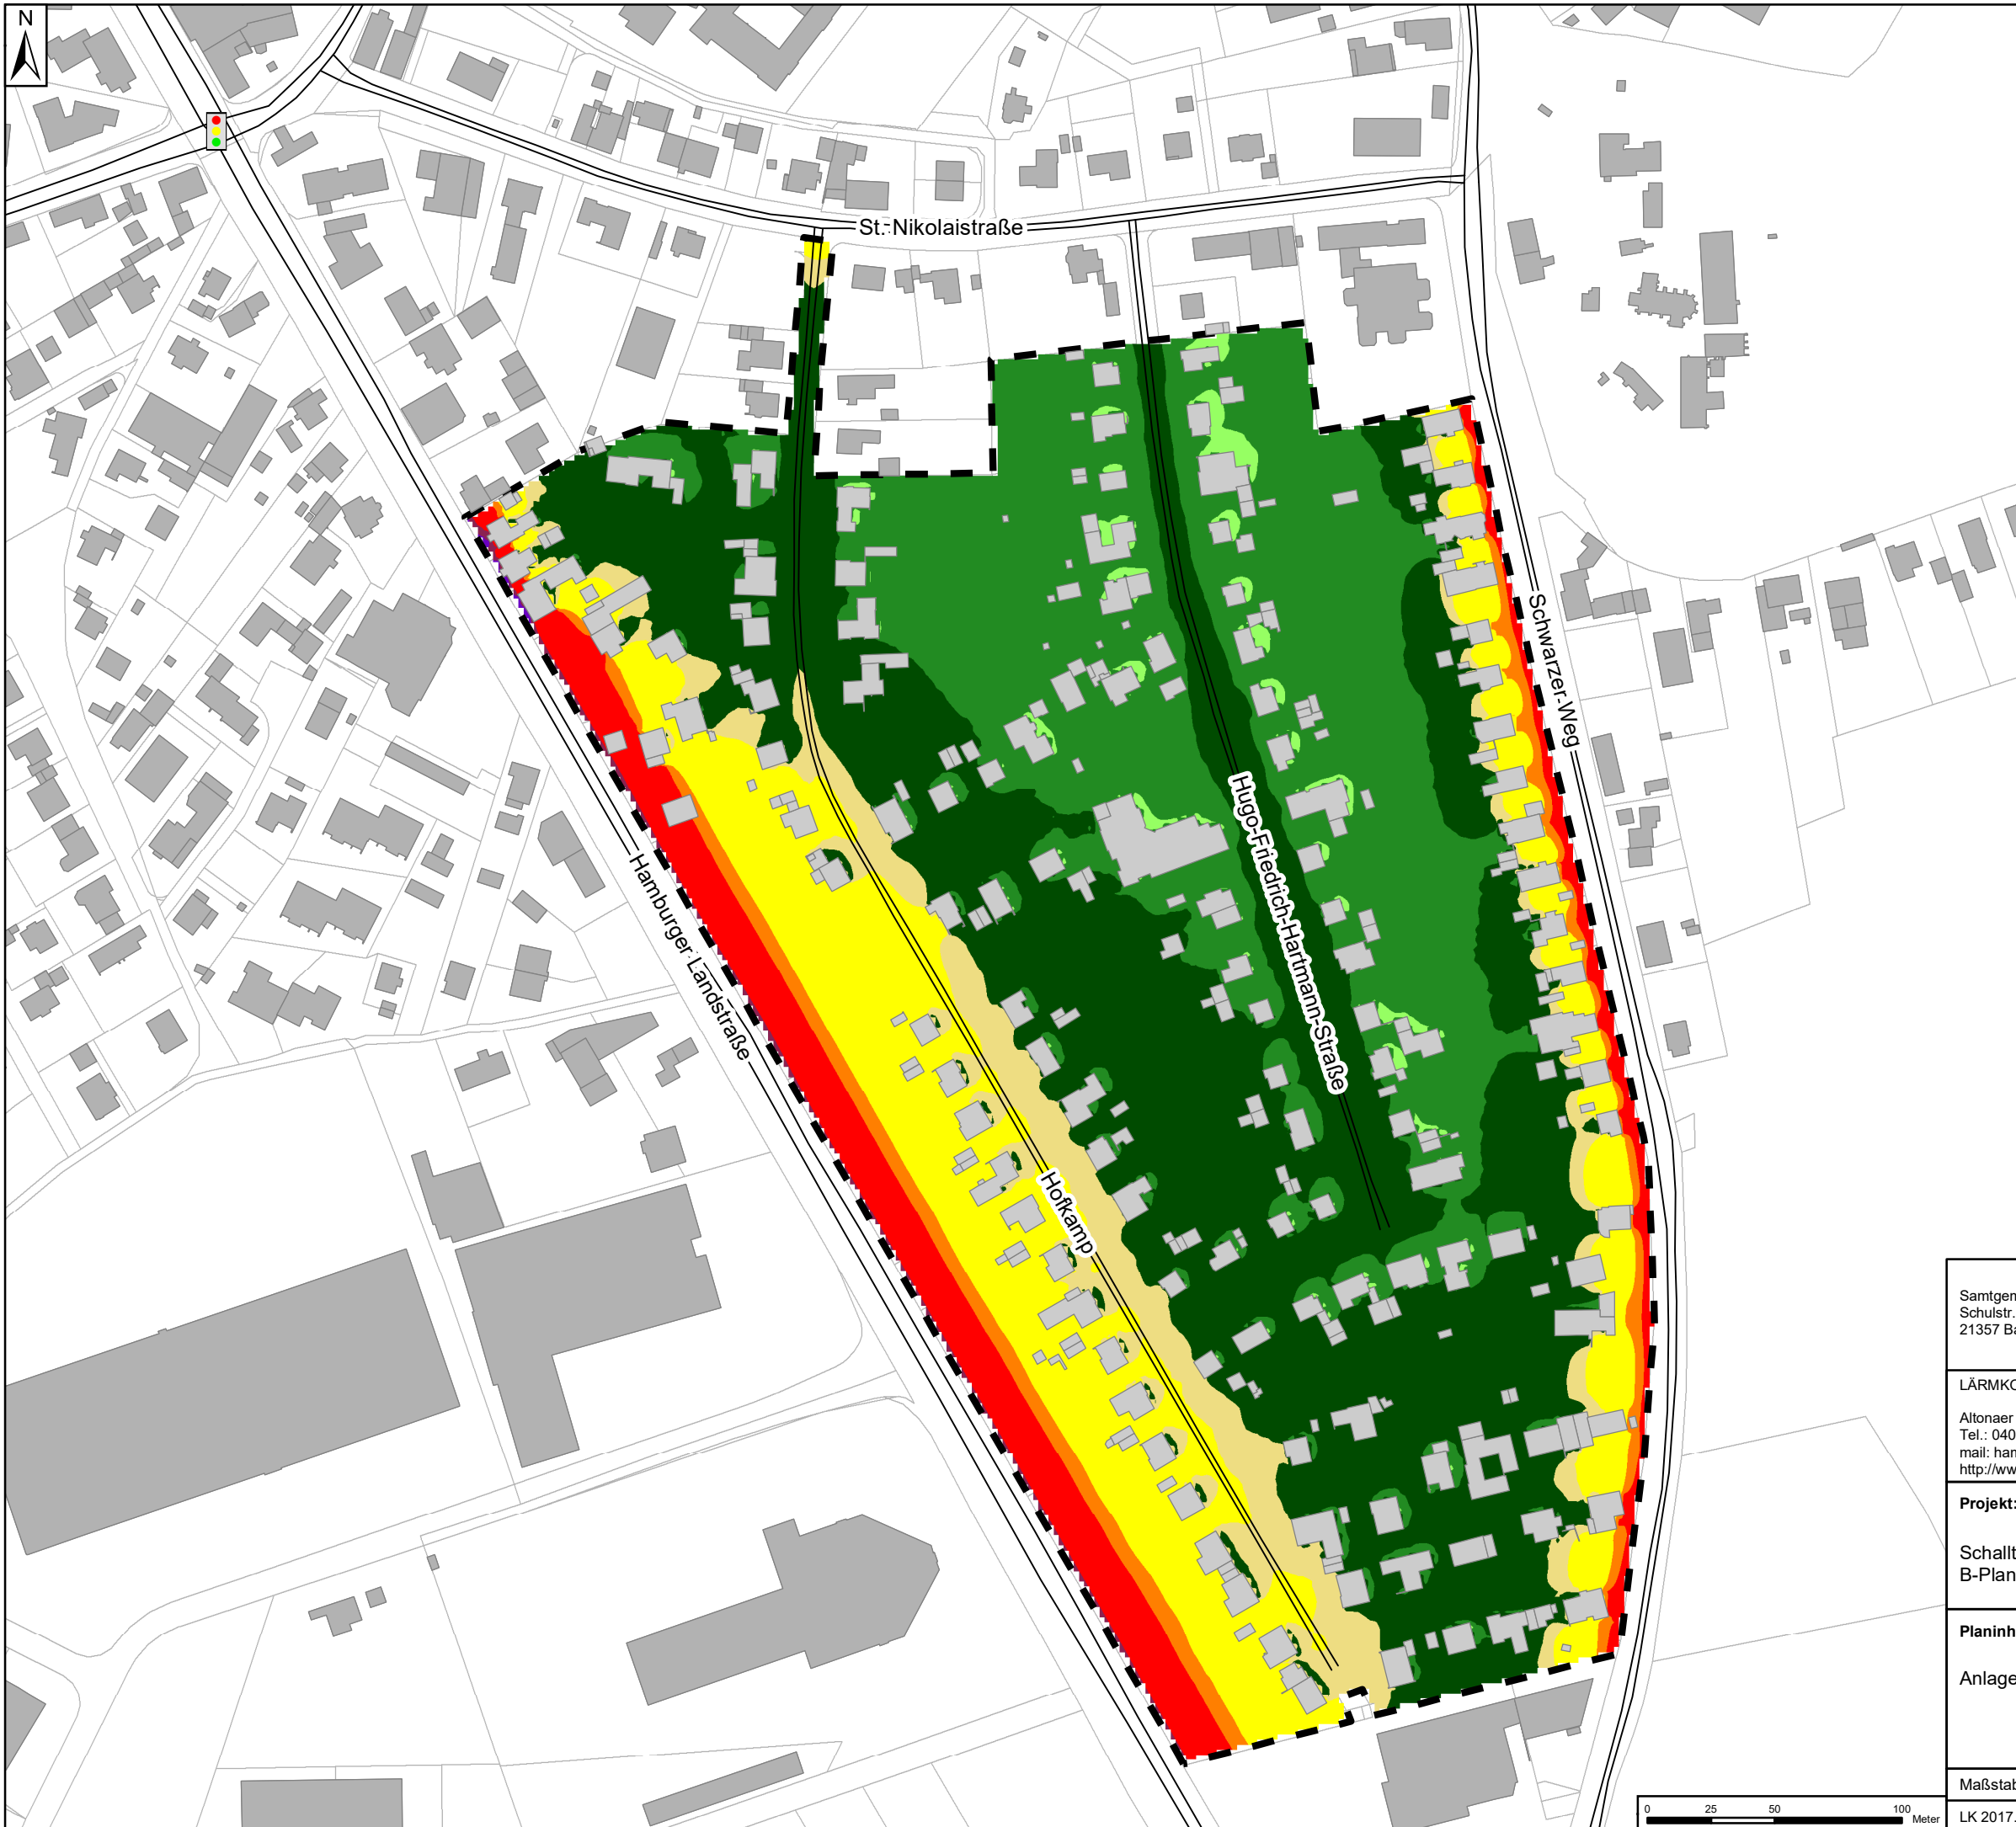 N
St.-Nikolaistraße
Schwarzer-Weg
Hugo-Friedrich-Hartmann-Straße
Hamburger Landstraße
Hofkamp
Samtgem
Schulstr.
21357 Ba
LÄRMKO
Altonaer
Tel.: 040
mail: ham
http://ww
Projekt:
Schallt
B-Plan
Planinh
Anlage
Maßstab
LK 2017.
0 25 50 100
Meter